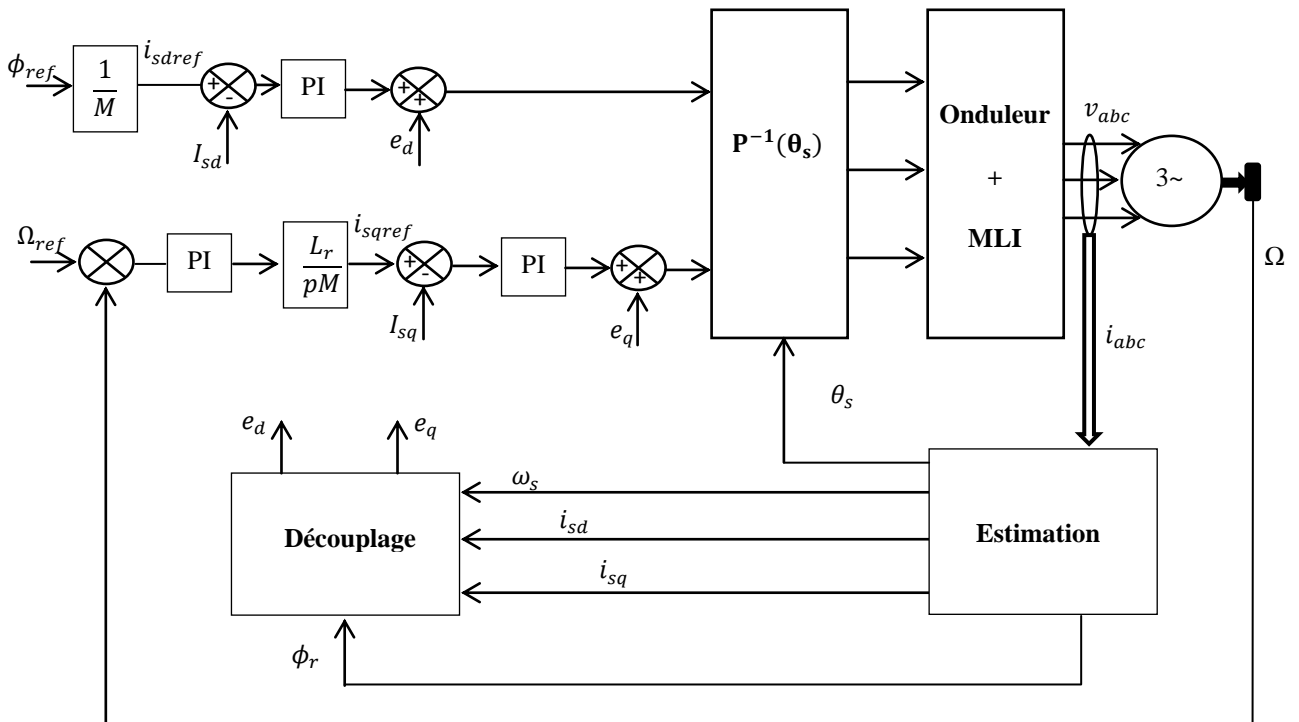 ϕ_ref
1/M
i_sdref
+
-
PI
+
+
I_sd
e_d
P⁻¹(θ_s)
Onduleur
+
MLI
v_abc
3~
Ω_ref
PI
L_r/pM
i_sqref
+
-
PI
+
+
I_sq
e_q
Ω
i_abc
θ_s
e_d
e_q
Découplage
ω_s
i_sd
i_sq
Estimation
ϕ_r